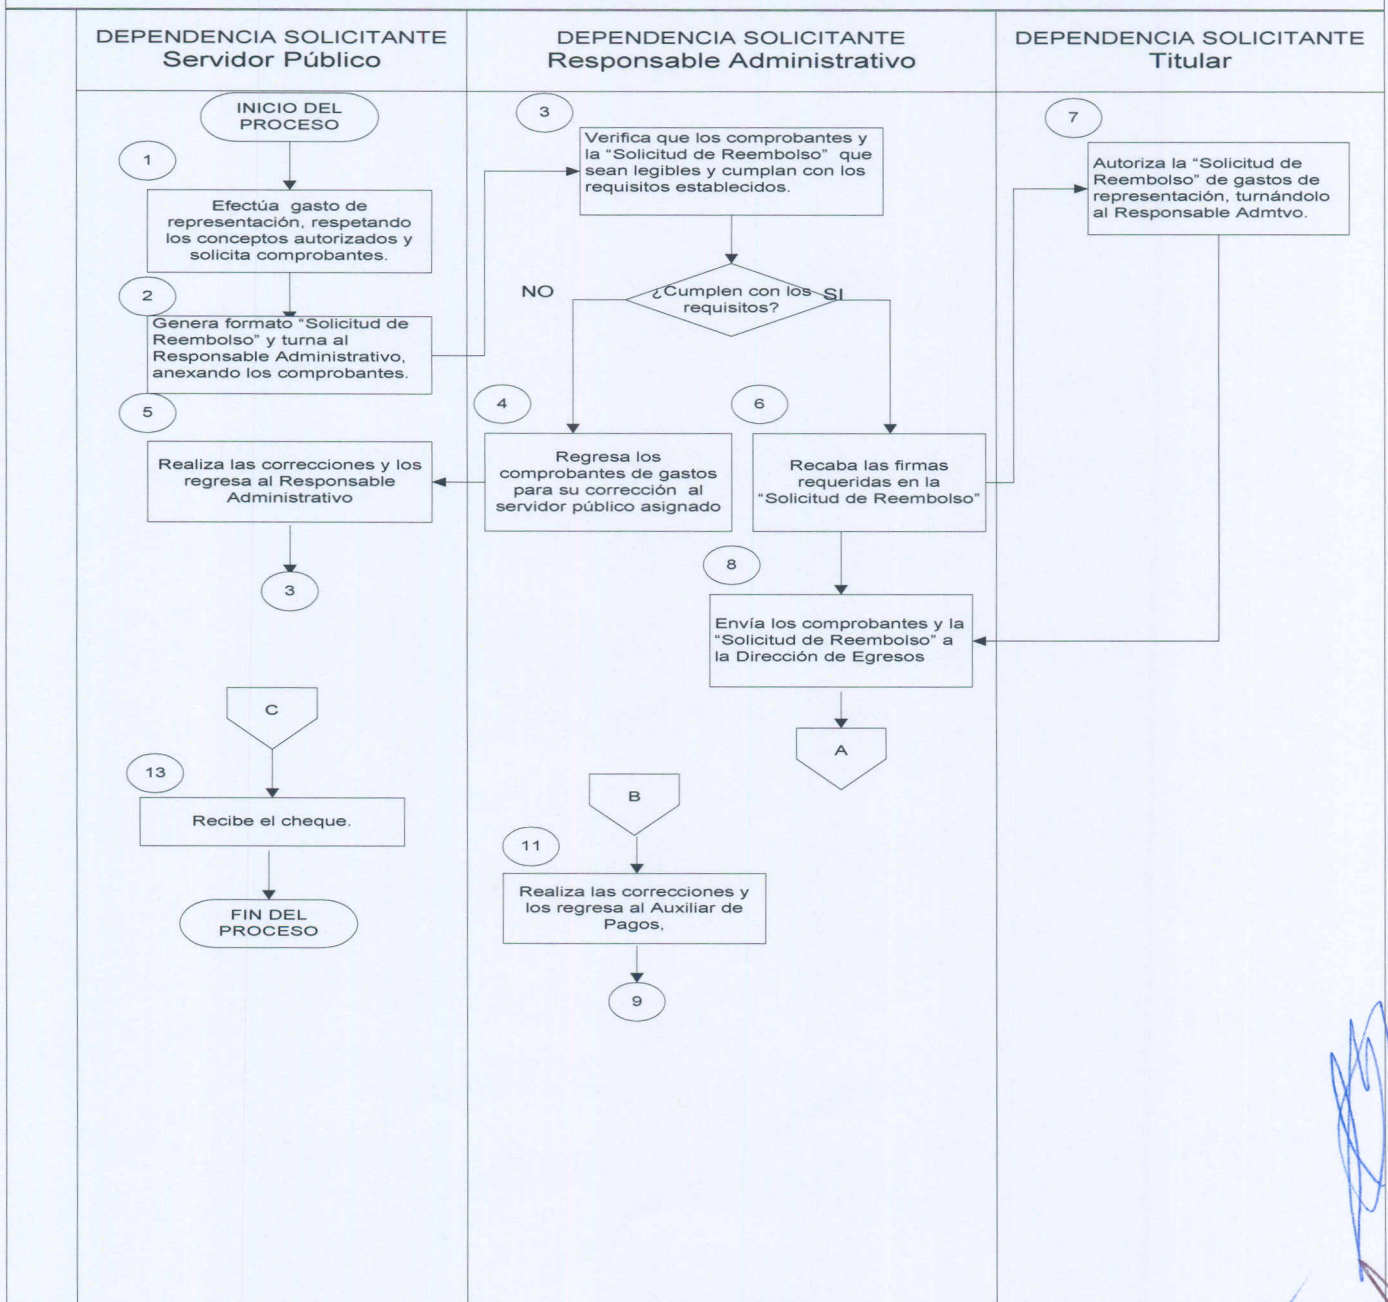 DEPENDENCIA SOLICITANTE
Servidor Público
DEPENDENCIA SOLICITANTE
Responsable Administrativo
DEPENDENCIA SOLICITANTE
Titular
INICIO DEL
PROCESO
1
Efectúa gasto de
representación, respetando
los conceptos autorizados y
solicita comprobantes.
2
Genera formato “Solicitud de
Reembolso” y turna al
Responsable Administrativo,
anexando los comprobantes.
3
Verifica que los comprobantes y
la “Solicitud de Reembolso” que
sean legibles y cumplan con los
requisitos establecidos.
¿Cumplen con los
requisitos?
NO
SI
4
Regresa los
comprobantes de gastos
para su corrección al
servidor público asignado
5
Realiza las correcciones y los
regresa al Responsable
Administrativo
3
6
Recaba las firmas
requeridas en la
“Solicitud de Reembolso”
7
Autoriza la “Solicitud de
Reembolso” de gastos de
representación, turnándolo
al Responsable Admtvo.
8
Envía los comprobantes y la
“Solicitud de Reembolso” a
la Dirección de Egresos
A
B
11
Realiza las correcciones y
los regresa al Auxiliar de
Pagos,
9
C
13
Recibe el cheque.
FIN DEL
PROCESO